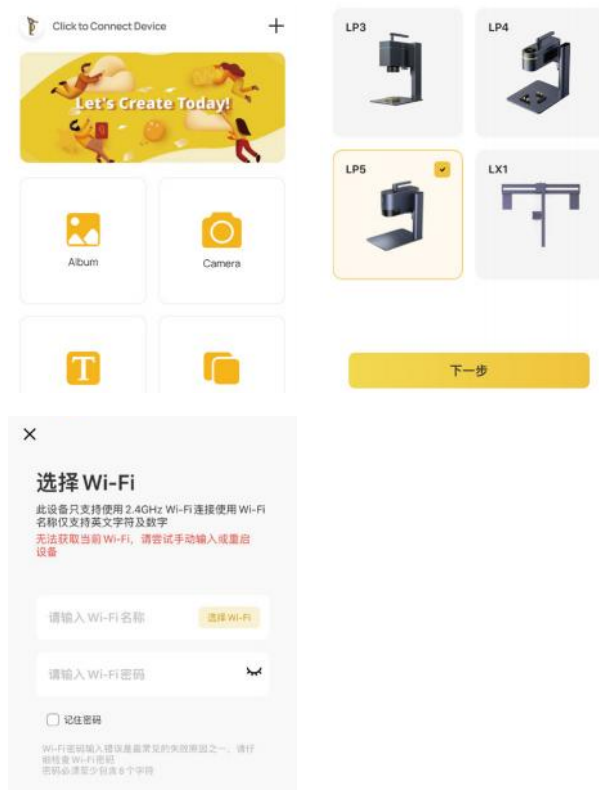 Click to Connect Device
Let's Create Today!
Album
Camera
T
LP3
LP4
LP5
LX1
下一步
选择 Wi-Fi
此设备只支持使用 2.4GHz Wi-Fi 连接使用 Wi-Fi
名称仅支持英文字符及数字
无法获取当前 Wi-Fi，请尝试手动输入或重启
设备
请输入 Wi-Fi 名称
选择 Wi-Fi
请输入 Wi-Fi 密码
记住密码
Wi-Fi 密码输入错误是最常见的失败原因之一，请仔
细检查 Wi-Fi 密码
密码必须至少包含 8 个字符